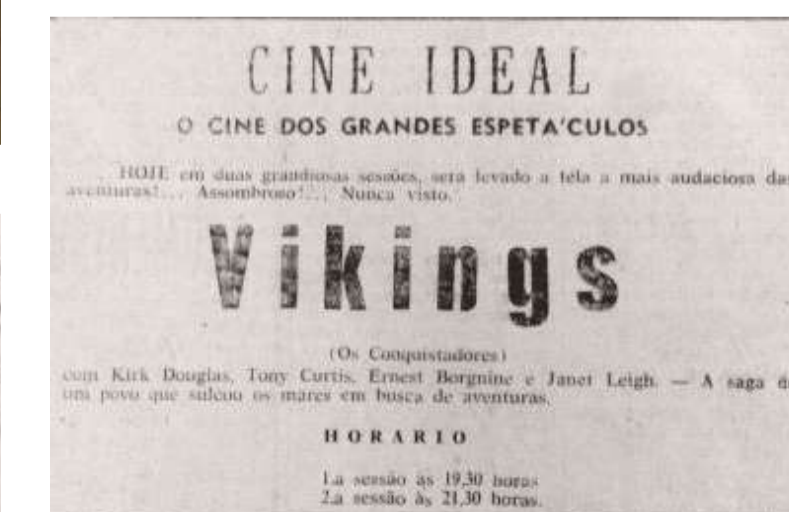 CINE IDEAL
O CINE DOS GRANDES ESPETA'CULOS
HOJE em duas grandiosas sessões, sera levado a tela a mais audaciosa das
aventuras!... Assombroso!... Nunca visto.
Vikings
(Os Conquistadores)
com Kirk Douglas, Tony Curtis, Ernest Borgnine e Janet Leigh. — A saga d
um povo que sulcou os mares em busca de aventuras.
HORARIO
1.a sessão às 19,30 horas
2.a sessão às 21,30 horas.